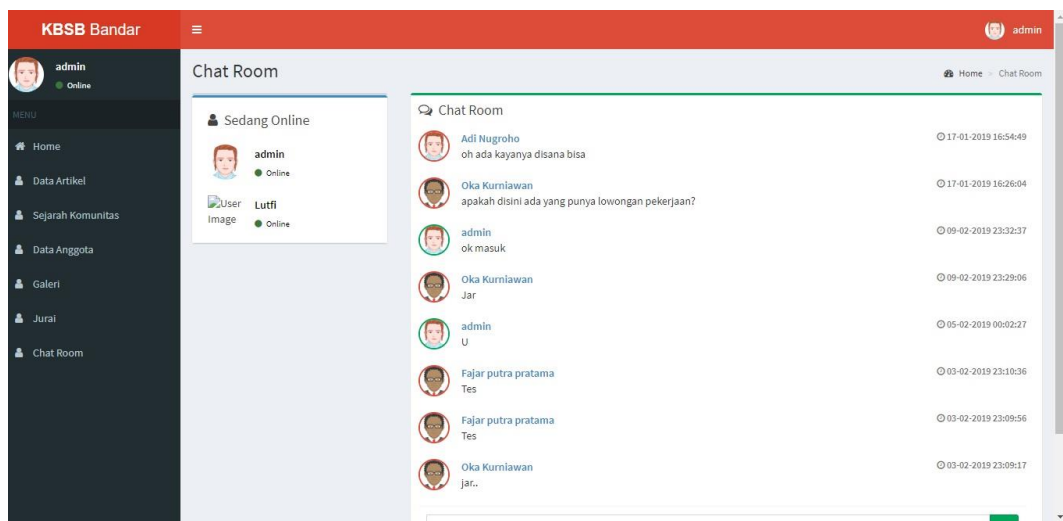 KBSB Bandar
admin
admin
Online
MENU
Home
Data Artikel
Sejarah Komunitas
Data Anggota
Galeri
Jurai
Chat Room
Chat Room
Home > Chat Room
Sedang Online
admin
Online
User Image
Lutfi
Online
Chat Room
Adi Nugroho 17-01-2019 16:54:49
oh ada kayanya disana bisa
Oka Kurniawan 17-01-2019 16:26:04
apakah disini ada yang punya lowongan pekerjaan?
admin 09-02-2019 23:32:37
ok masuk
Oka Kurniawan 09-02-2019 23:29:06
Jar
admin 05-02-2019 00:02:27
U
Fajar putra pratama 03-02-2019 23:10:36
Tes
Fajar putra pratama 03-02-2019 23:09:56
Tes
Oka Kurniawan 03-02-2019 23:09:17
jar..